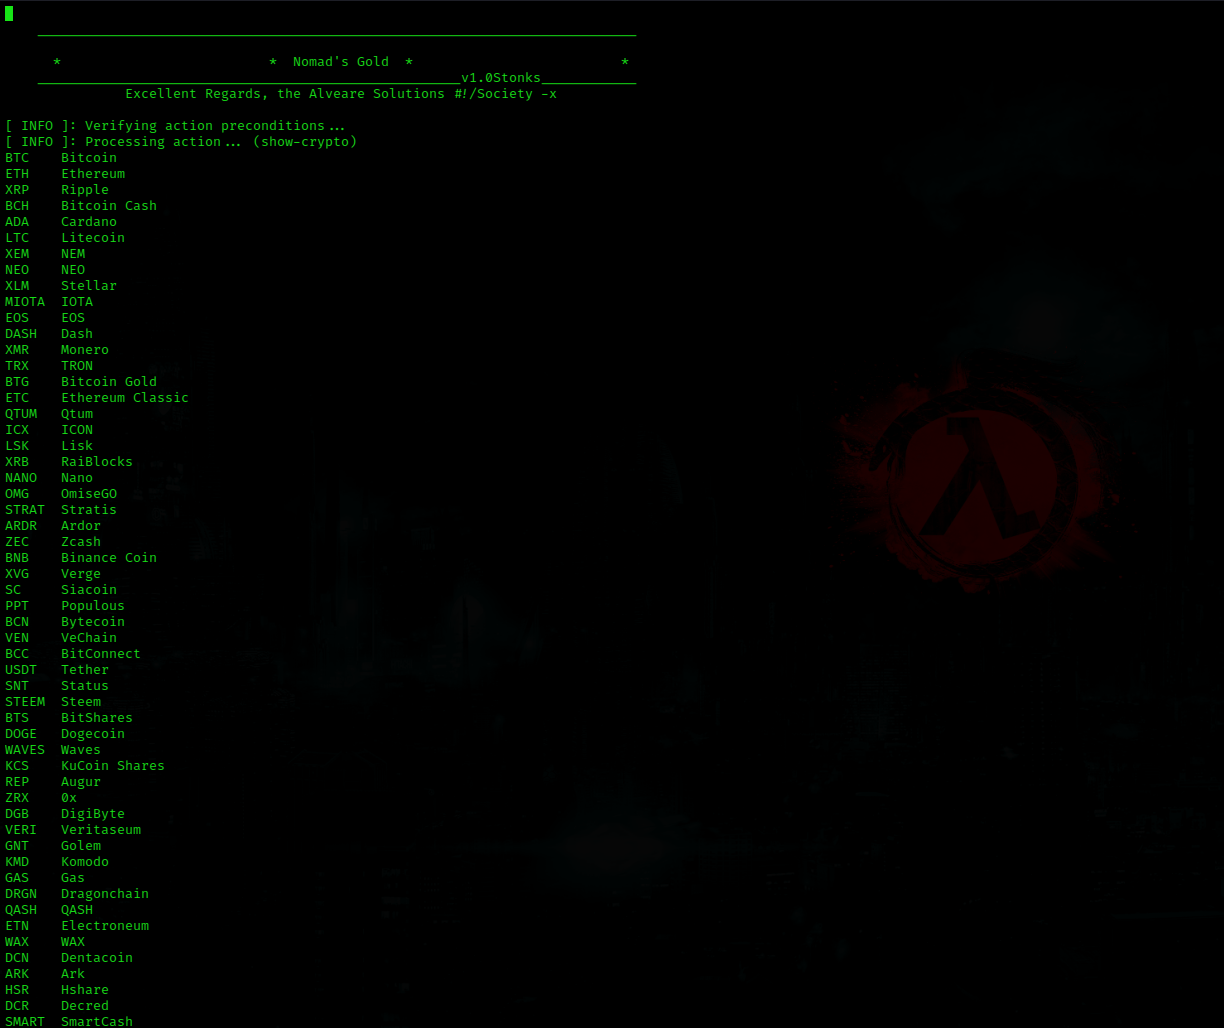 * * Nomad's Gold * *
v1.0Stonks
Excellent Regards, the Alveare Solutions #!/Society -x
[ INFO ]: Verifying action preconditions...
[ INFO ]: Processing action... (show-crypto)
BTC Bitcoin
ETH Ethereum
XRP Ripple
BCH Bitcoin Cash
ADA Cardano
LTC Litecoin
XEM NEM
NEO NEO
XLM Stellar
MIOTA IOTA
EOS EOS
DASH Dash
XMR Monero
TRX TRON
BTG Bitcoin Gold
ETC Ethereum Classic
QTUM Qtum
ICX ICON
LSK Lisk
XRB RaiBlocks
NANO Nano
OMG OmiseGO
STRAT Stratis
ARDR Ardor
ZEC Zcash
BNB Binance Coin
XVG Verge
SC Siacoin
PPT Populous
BCN Bytecoin
VEN VeChain
BCC BitConnect
USDT Tether
SNT Status
STEEM Steem
BTS BitShares
DOGE Dogecoin
WAVES Waves
KCS KuCoin Shares
REP Augur
ZRX 0x
DGB DigiByte
VERI Veritaseum
GNT Golem
KMD Komodo
GAS Gas
DRGN Dragonchain
QASH QASH
ETN Electroneum
WAX WAX
DCN Dentacoin
ARK Ark
HSR Hshare
DCR Decred
SMART SmartCash